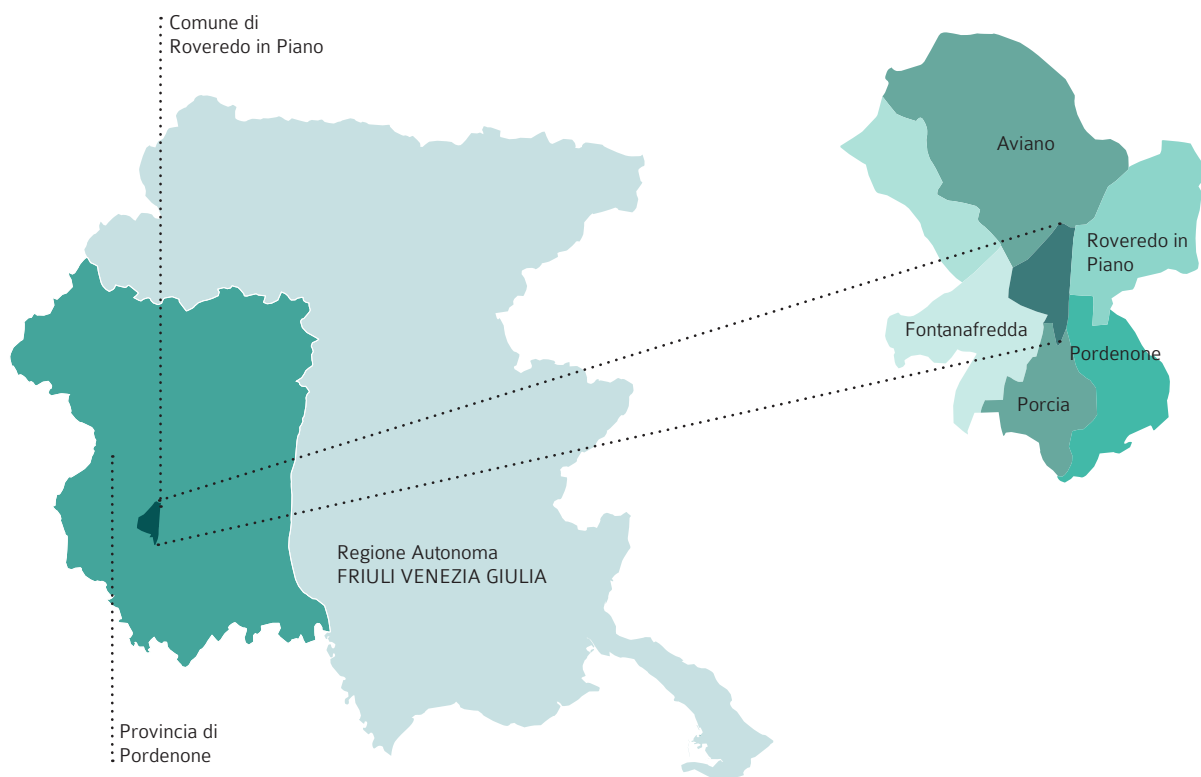 Comune di
Roveredo in Piano
Aviano
Roveredo in
Piano
Fontanafredda
Pordenone
Porcia
Regione Autonoma
FRIULI VENEZIA GIULIA
Provincia di
Pordenone